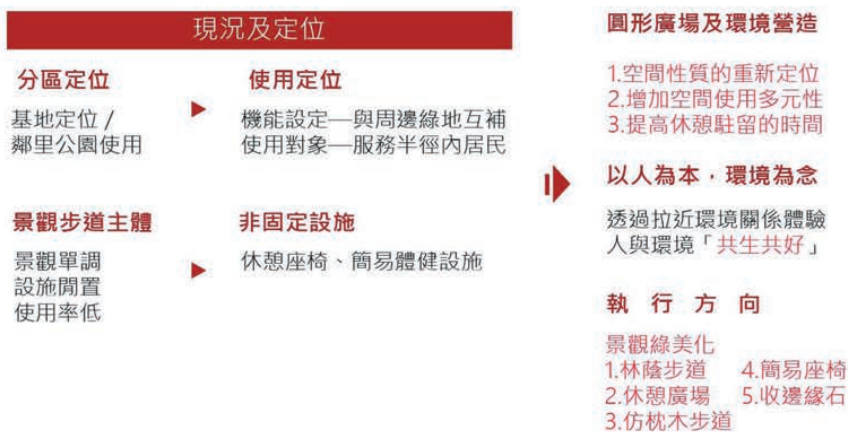 現況及定位
分區定位
基地定位 /
鄰里公園使用
使用定位
機能設定—與周邊綠地互補
使用對象—服務半徑內居民
景觀步道主體
景觀單調
設施閒置
使用率低
非固定設施
休憩座椅、簡易體健設施
圓形廣場及環境營造
1.空間性質的重新定位
2.增加空間使用多元性
3.提高休憩駐留的時間
以人為本，環境為念
透過拉近環境關係體驗
人與環境「共生共好」
執行方向
景觀綠美化
1.林蔭步道
2.休憩廣場
3.仿枕木步道
4.簡易座椅
5.收邊緣石